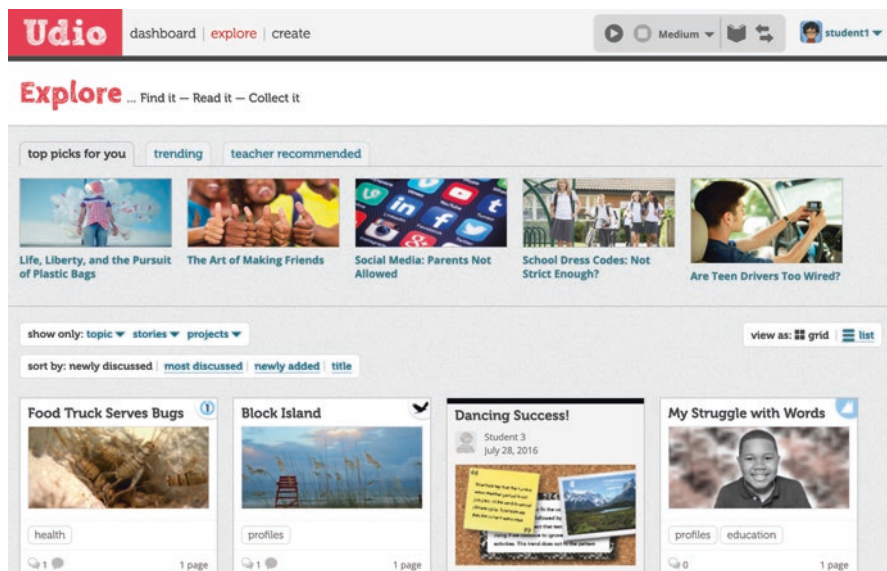 Udio dashboard | explore | create Medium student1
Explore ... Find it — Read it — Collect it
top picks for you trending teacher recommended
Life, Liberty, and the Pursuit of Plastic Bags
The Art of Making Friends
Social Media: Parents Not Allowed
School Dress Codes: Not Strict Enough?
Are Teen Drivers Too Wired?
show only: topic stories projects
view as: grid | list
sort by: newly discussed | most discussed | newly added | title
Food Truck Serves Bugs
health
1 1 page
Block Island
profiles
1 1 page
Dancing Success!
Student 3
July 28, 2016
My Struggle with Words
profiles education
0 1 page